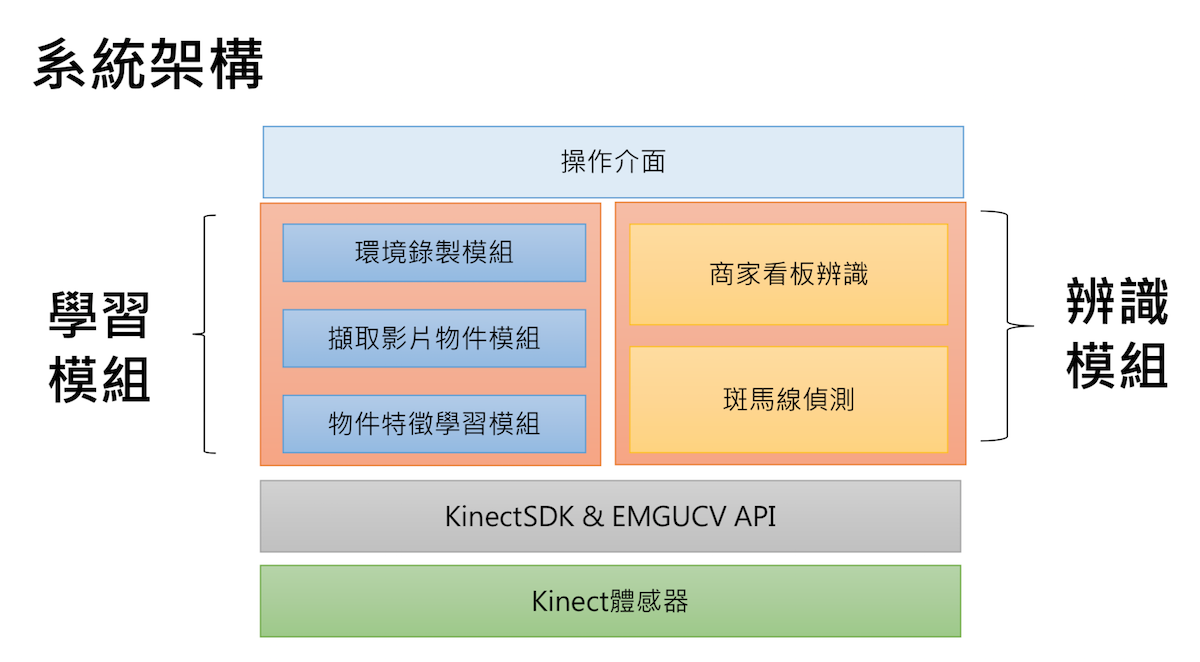 系統架構
操作介面
學習
模組
環境錄製模組
擷取影片物件模組
物件特徵學習模組
商家看板辨識
斑馬線偵測
辨識
模組
KinectSDK & EMGUCV API
Kinect體感器